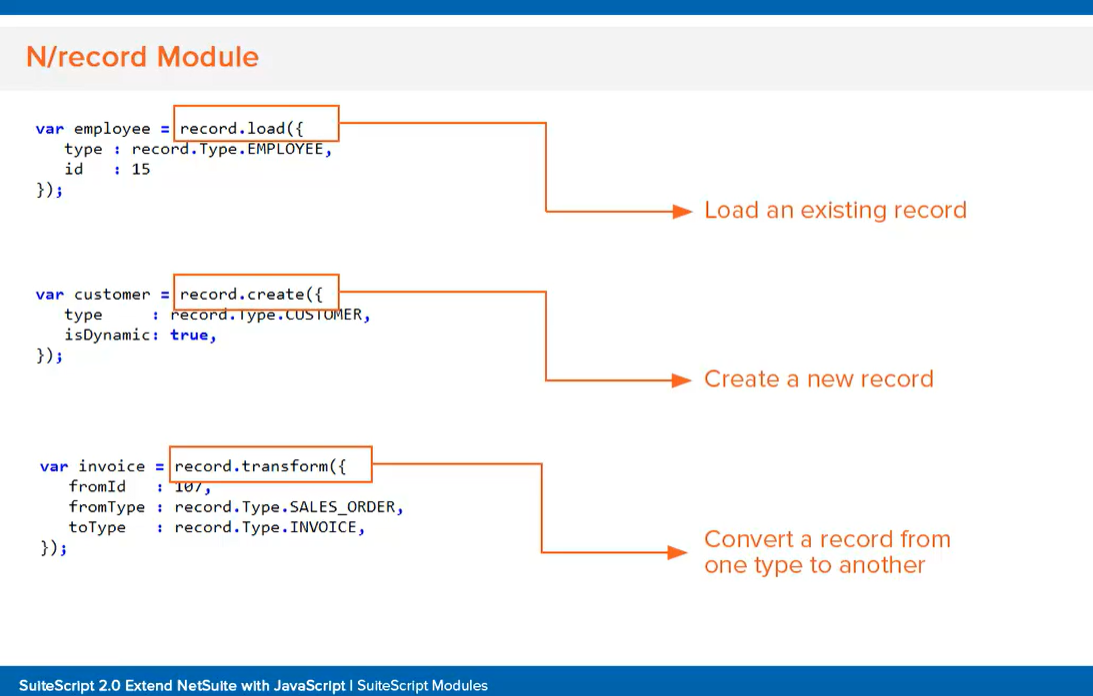 N/record Module
var employee = record.load({
type : record.Type.EMPLOYEE,
id : 15
});
Load an existing record
var customer = record.create({
type : record.Type.CUSTOMER,
isDynamic: true,
});
Create a new record
var invoice = record.transform({
fromId : 107,
fromType : record.Type.SALES_ORDER,
toType : record.Type.INVOICE,
});
Convert a record from
one type to another
SuiteScript 2.0 Extend NetSuite with JavaScript | SuiteScript Modules